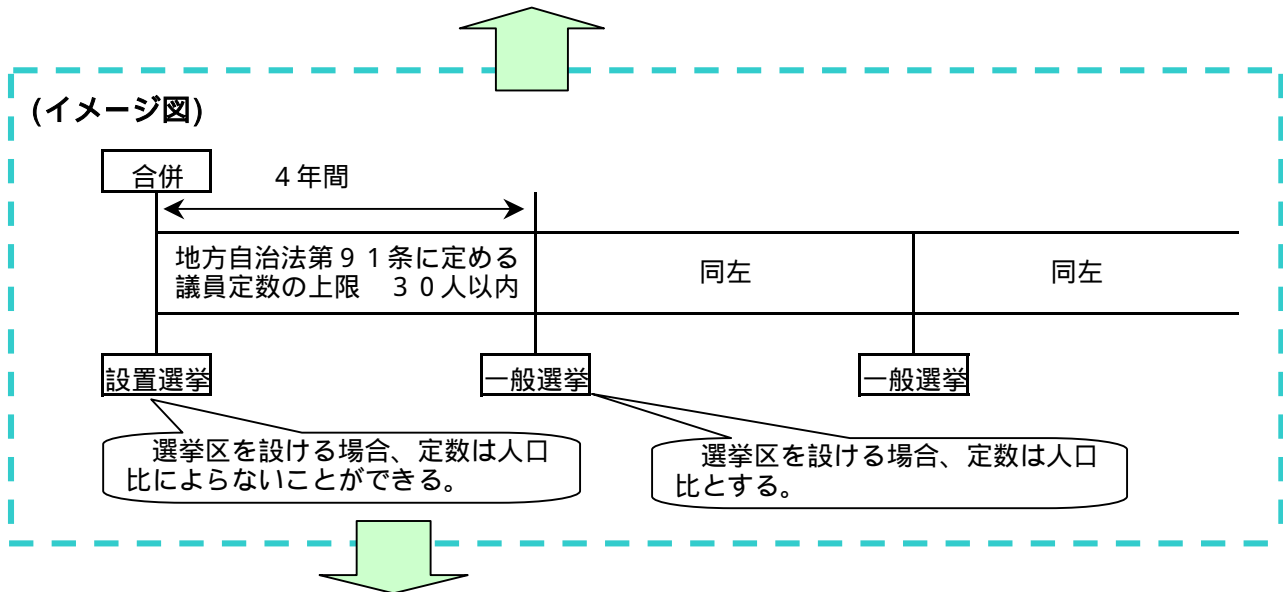 (イメージ図)
合併
4年間
地方自治法第91条に定める
議員定数の上限 30人以内
同左
同左
設置選挙
一般選挙
一般選挙
選挙区を設ける場合、定数は人口
比によらないことができる。
選挙区を設ける場合、定数は人口
比とする。